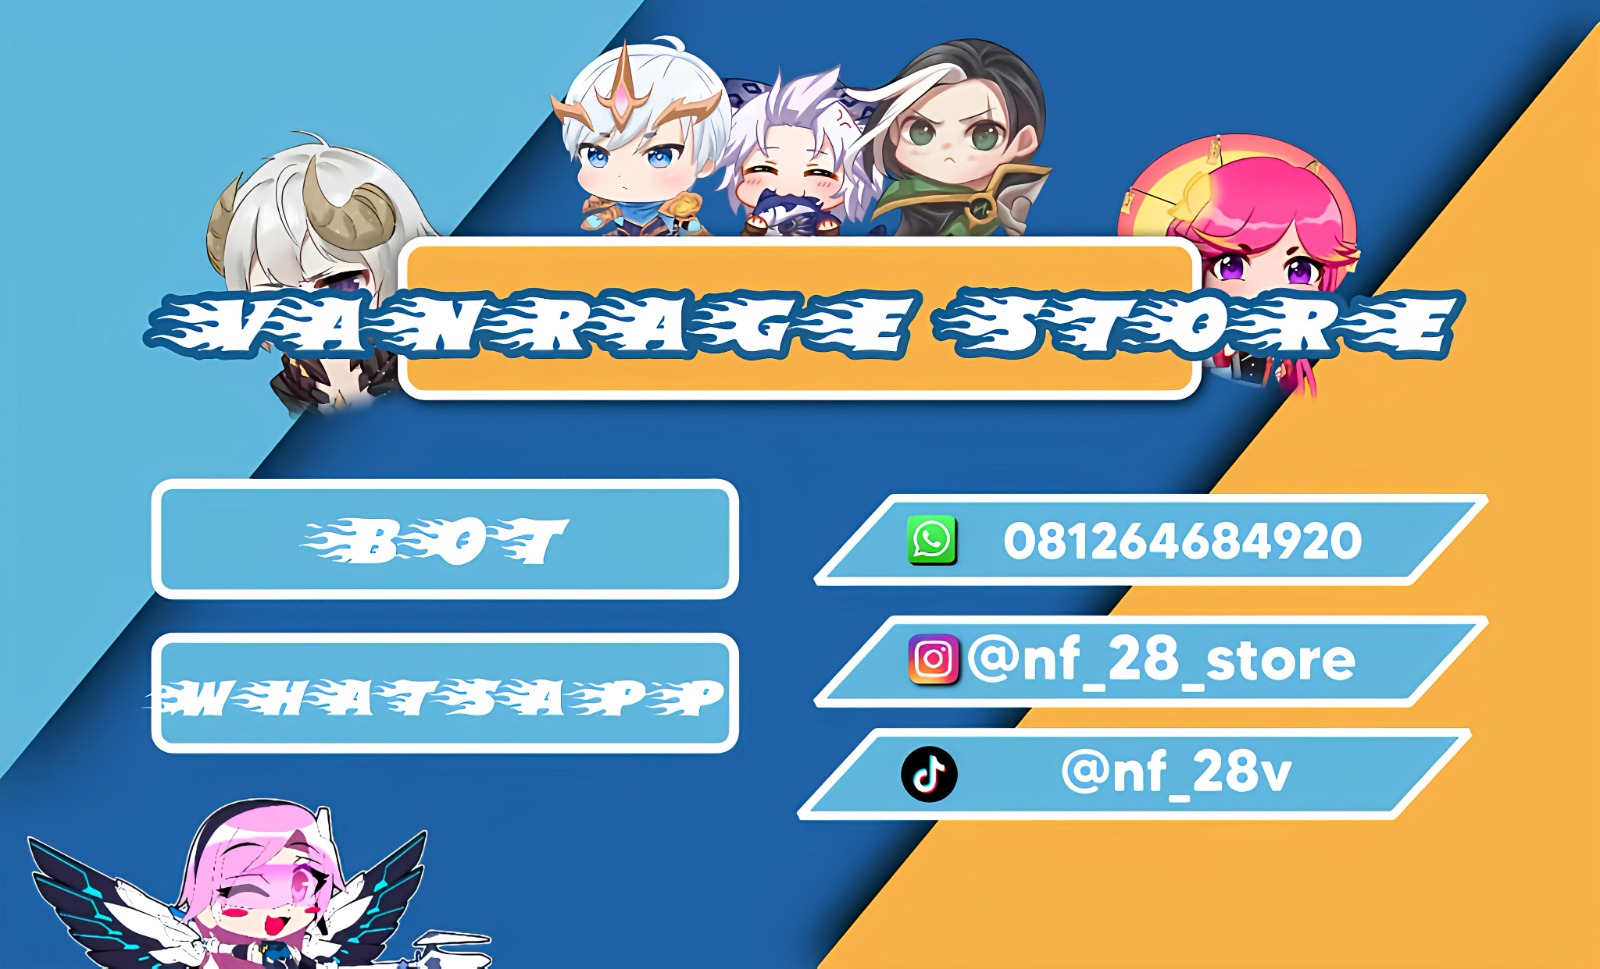 VANRAGE STORE
BOT
WHATSAPP
081264684920
@nf_28_store
@nf_28v